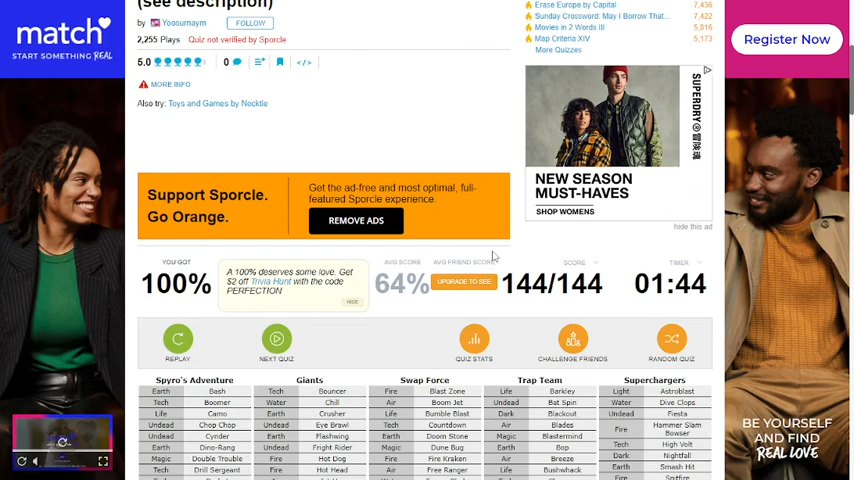 match
START SOMETHING REAL
(see description)
by Yoosurnaym
FOLLOW
2,255 Plays Quiz not verified by Sporcle
5.0
0
</>
MORE INFO
Also try: Toys and Games by Necktie
Erase Europe by Capital 7,436
Sunday Crossword: May I Borrow That... 7,422
Movies in 2 Words III 5,816
Map Criteria XIV 5,173
More Quizzes
Register Now
SUPERDRY® 冒険魂
NEW SEASON
MUST-HAVES
SHOP WOMENS
hide this ad
Support Sporcle.
Go Orange.
Get the ad-free and most optimal, full-
featured Sporcle experience.
REMOVE ADS
YOU GOT
100%
A 100% deserves some love. Get
$2 off Trivia Hunt with the code
PERFECTION
HIDE
AVG SCORE
64%
AVG FRIEND SCORE
UPGRADE TO SEE
SCORE
144/144
TIMER
01:44
REPLAY
NEXT QUIZ
QUIZ STATS
CHALLENGE FRIENDS
RANDOM QUIZ
Spyro's Adventure Giants Swap Force Trap Team Superchargers
Earth Bash Tech Bouncer Fire Blast Zone Life Barkley Light Astroblast
Tech Boomer Water Chill Air Boom Jet Undead Bat Spin Water Dive Clops
Life Camo Earth Crusher Life Bumble Blast Dark Blackout Undead Fiesta
Undead Chop Chop Undead Eye Brawl Tech Countdown Air Blades Fire Hammer Slam Bowser
Undead Cynder Earth Flashwing Earth Doom Stone Magic Blastermind Tech High Volt
Earth Dino-Rang Undead Fright Rider Magic Dune Bug Earth Bop Dark Nightfall
Magic Double Trouble Fire Hot Dog Fire Fire Kraken Air Breeze Earth Smash Hit
Tech Drill Sergeant Fire Hot Head Air Free Ranger Life Bushwhack Fire Spitfire
BE YOURSELF
AND FIND
REAL LOVE